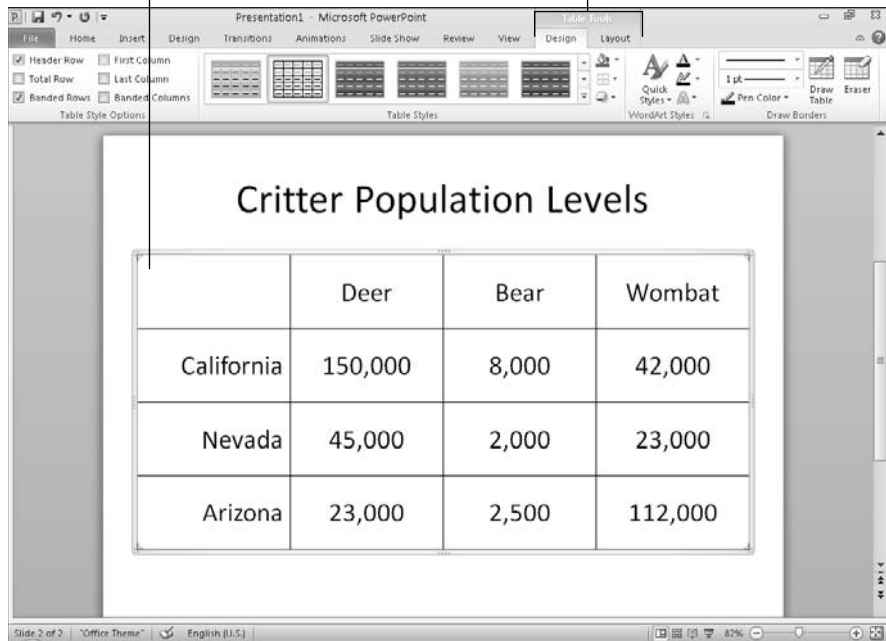 Presentation1 - Microsoft PowerPoint Table Tools
File Home Insert Design Transitions Animations Slide Show Review View Design Layout
Header Row First Column
Total Row Last Column
Banded Rows Banded Columns
Quick Styles
1 pt
Pen Color
Draw Table
Eraser
Table Style Options Table Styles WordArt Styles Draw Borders
Critter Population Levels
Deer Bear Wombat
California 150,000 8,000 42,000
Nevada 45,000 2,000 23,000
Arizona 23,000 2,500 112,000
Slide 2 of 2 "Office Theme" English (U.S.) 82%